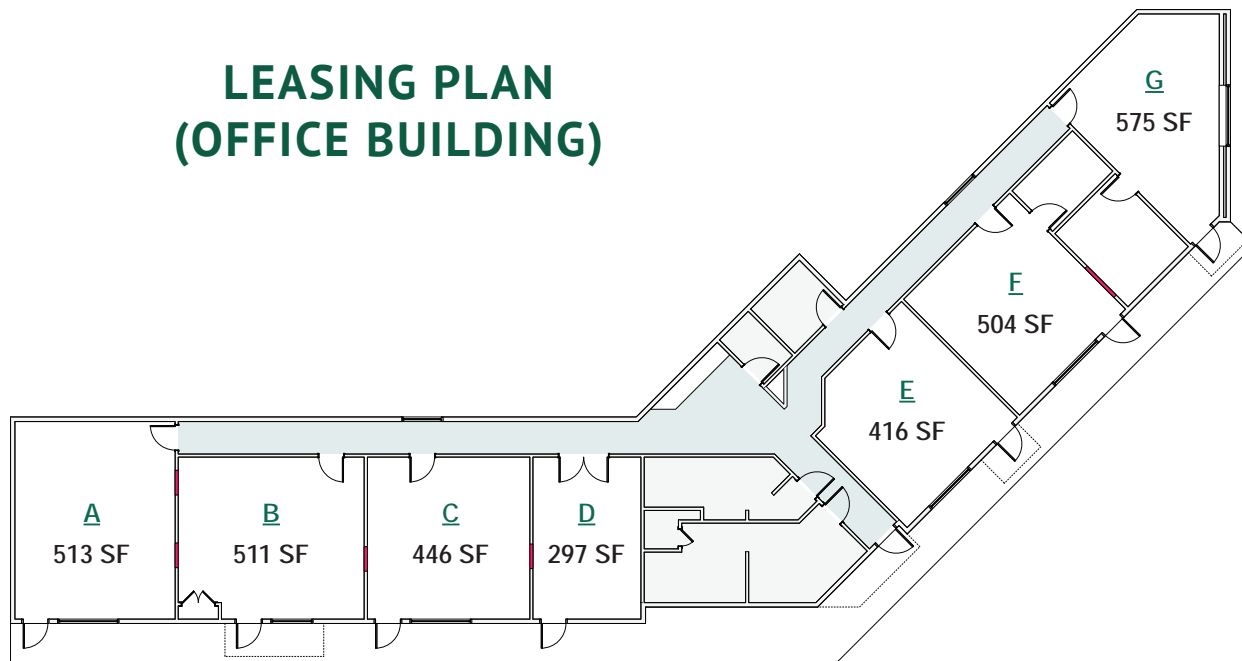 LEASING PLAN
(OFFICE BUILDING)
G
575 SF
F
504 SF
E
416 SF
A
513 SF
B
511 SF
C
446 SF
D
297 SF